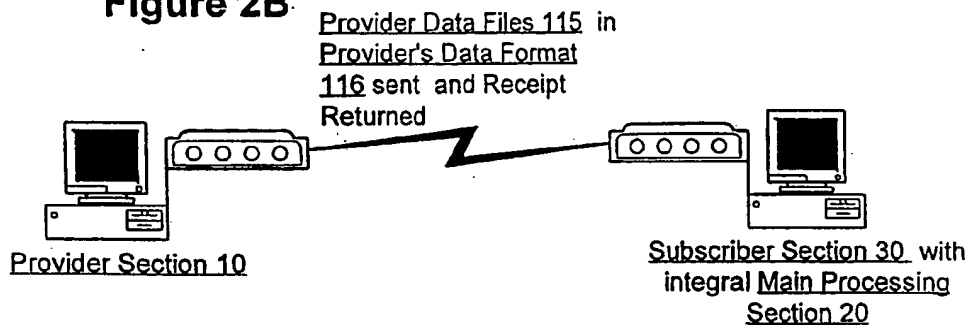 Figure 2B
Provider Data Files 115 in
Provider's Data Format
116 sent and Receipt
Returned
Provider Section 10
Subscriber Section 30 with
integral Main Processing
Section 20